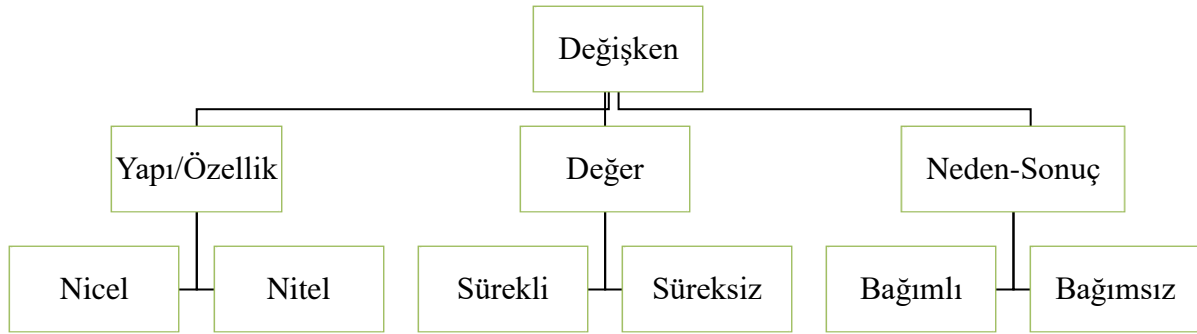 Değişken
Yapı/Özellik
Değer
Neden-Sonuç
Nicel
Nitel
Sürekli
Süreksiz
Bağımlı
Bağımsız